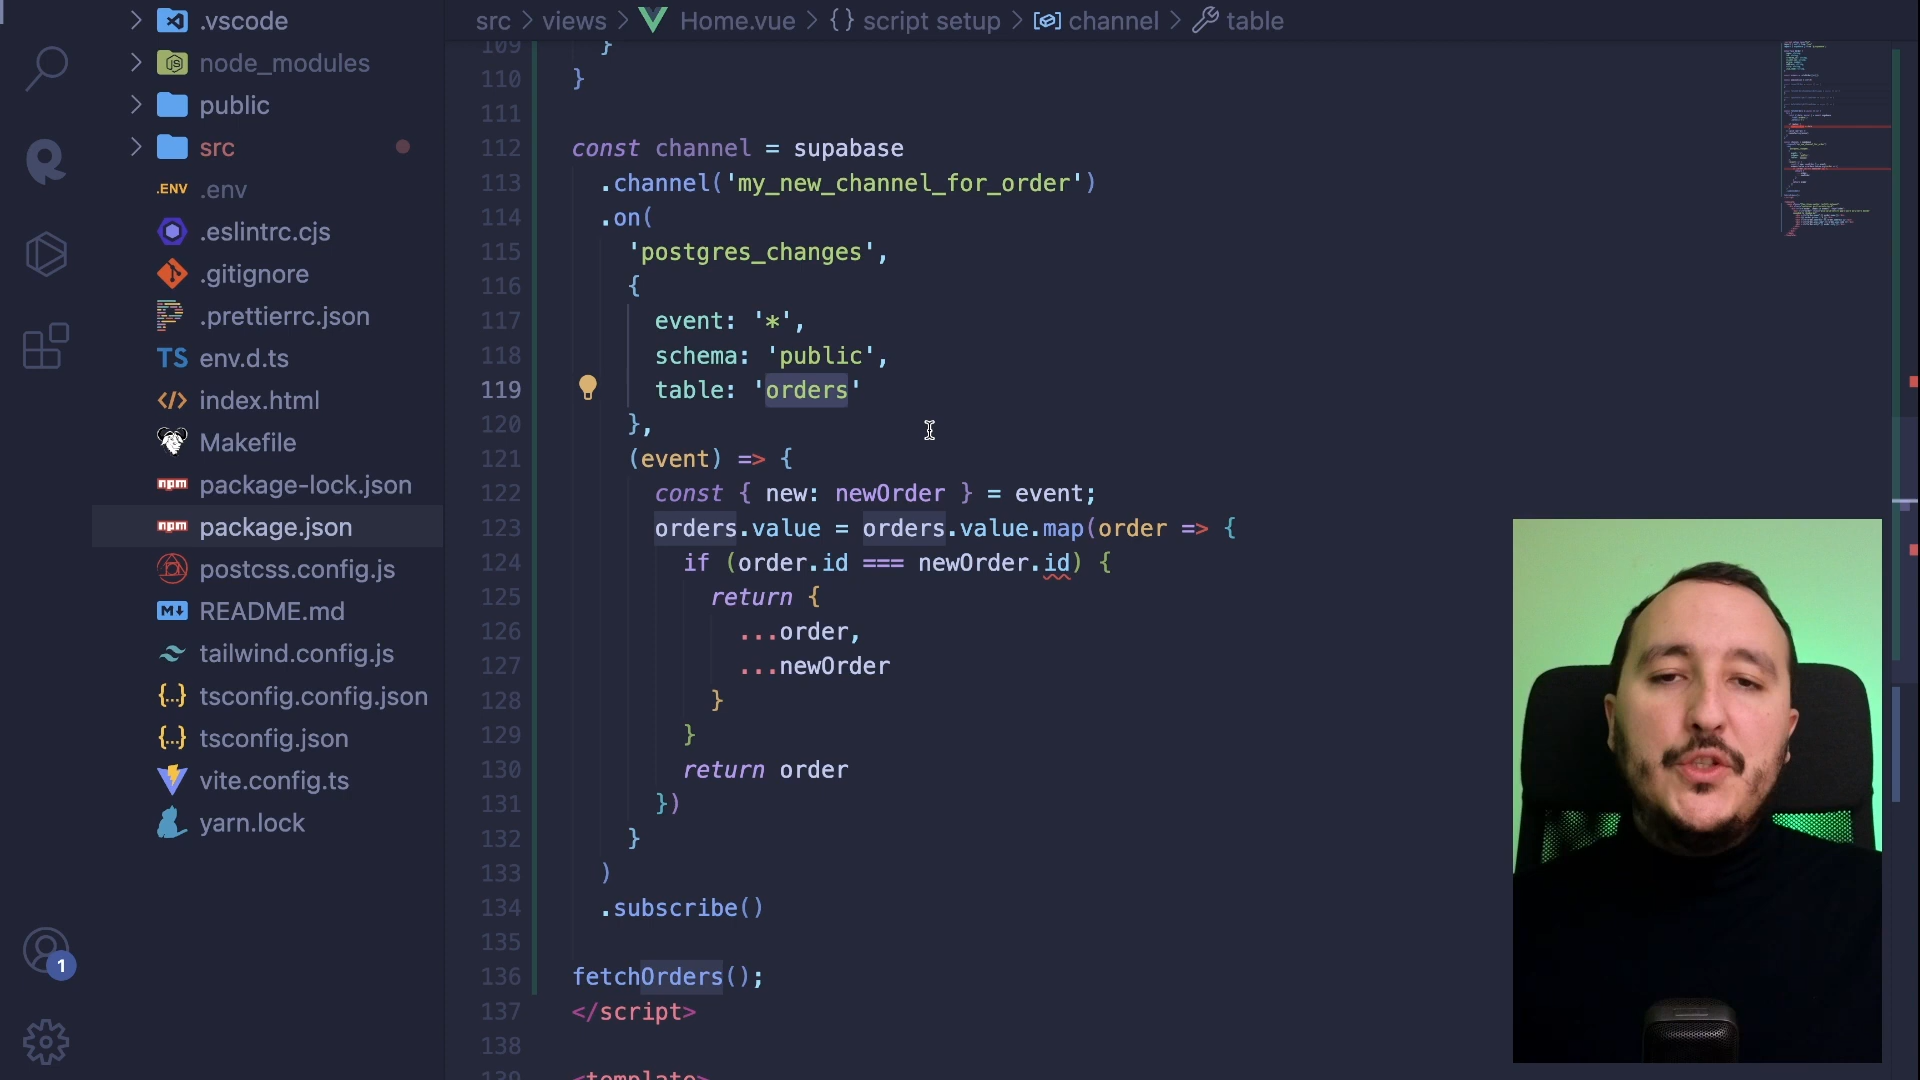 .vscode
node_modules
public
src
.ENV .env
.eslintrc.cjs
.gitignore
.prettierrc.json
TS env.d.ts
index.html
Makefile
npm package-lock.json
npm package.json
postcss.config.js
M README.md
tailwind.config.js
{..} tsconfig.config.json
{..} tsconfig.json
vite.config.ts
yarn.lock
1
src > views > Home.vue > {} script setup > channel > table
109 }
110 }
111
112 const channel = supabase
113 .channel('my_new_channel_for_order')
114 .on(
115 'postgres_changes',
116 {
117 event: '*',
118 schema: 'public',
119 table: 'orders'
120 },
121 (event) => {
122 const { new: newOrder } = event;
123 orders.value = orders.value.map(order => {
124 if (order.id === newOrder.id) {
125 return {
126 ...order,
127 ...newOrder
128 }
129 }
130 return order
131 })
132 }
133 )
134 .subscribe()
135
136 fetchOrders();
137 </script>
138
139 <template>